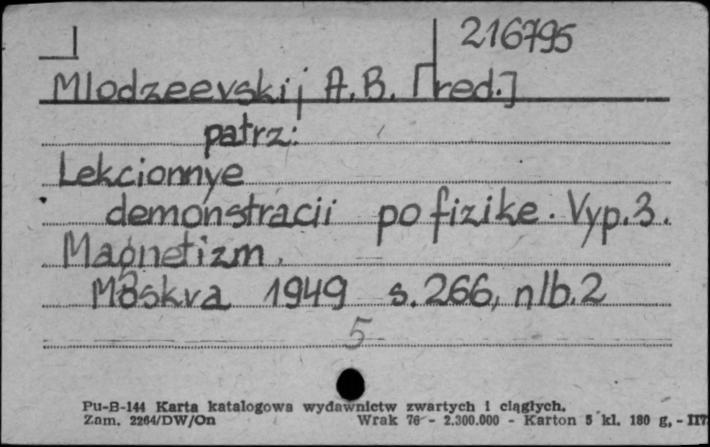 216795
Mlodzeevskij A.B. [red.]
patrz:
Lekcionnye
demonstracii po fizike. Vyp.3.
Magnetizm.
Moskva 1949 s.266, nlb.2
5
Pu-B-144 Karta katalogowa wydawnictw zwartych i ciągłych.
Zam. 2264/DW/On Wrak 76 - 2.300.000 - Karton 5 kl. 180 g. -